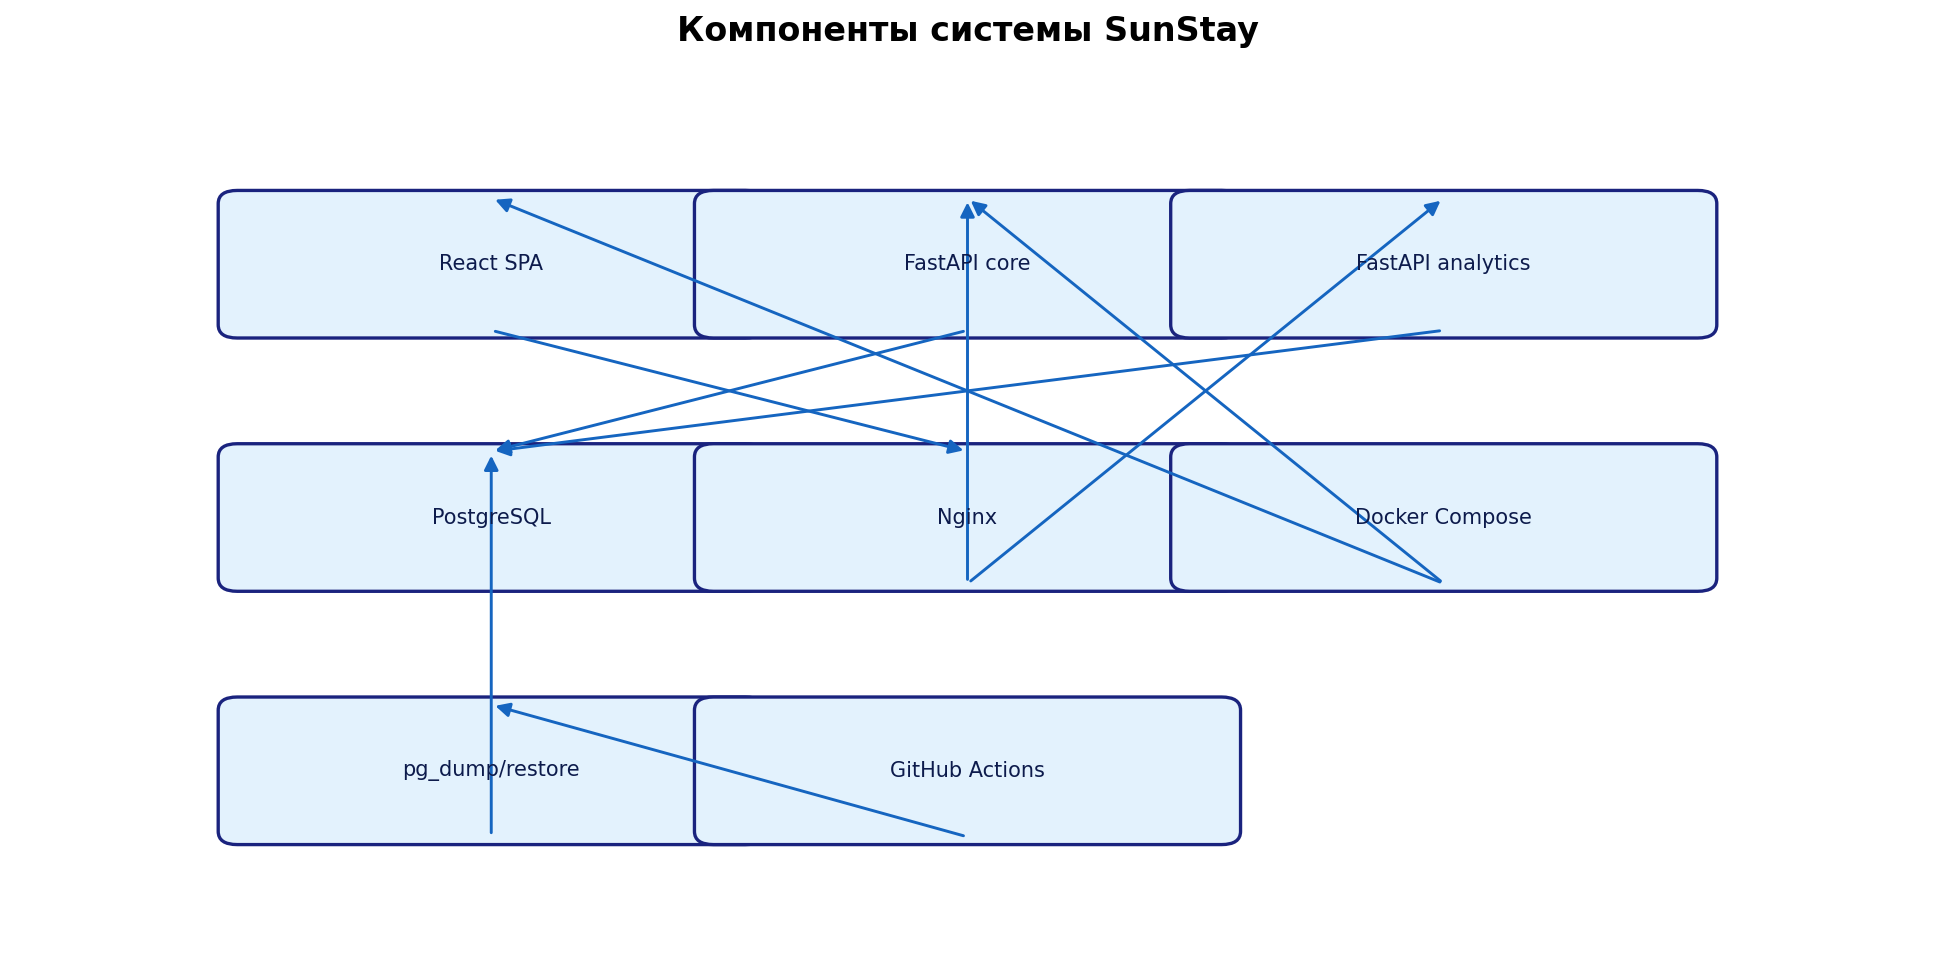 Компоненты системы SunStay
React SPA
FastAPI core
FastAPI analytics
PostgreSQL
Nginx
Docker Compose
pg_dump/restore
GitHub Actions